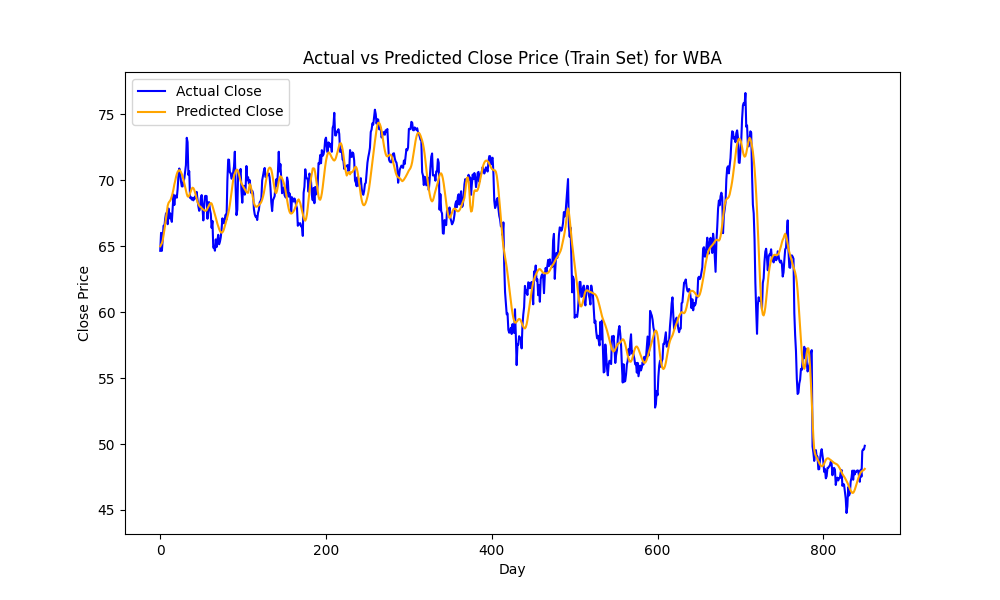 Actual vs Predicted Close Price (Train Set) for WBA
Actual Close
Predicted Close
Close Price
75
70
65
60
55
50
45
0 200 400 600 800
Day